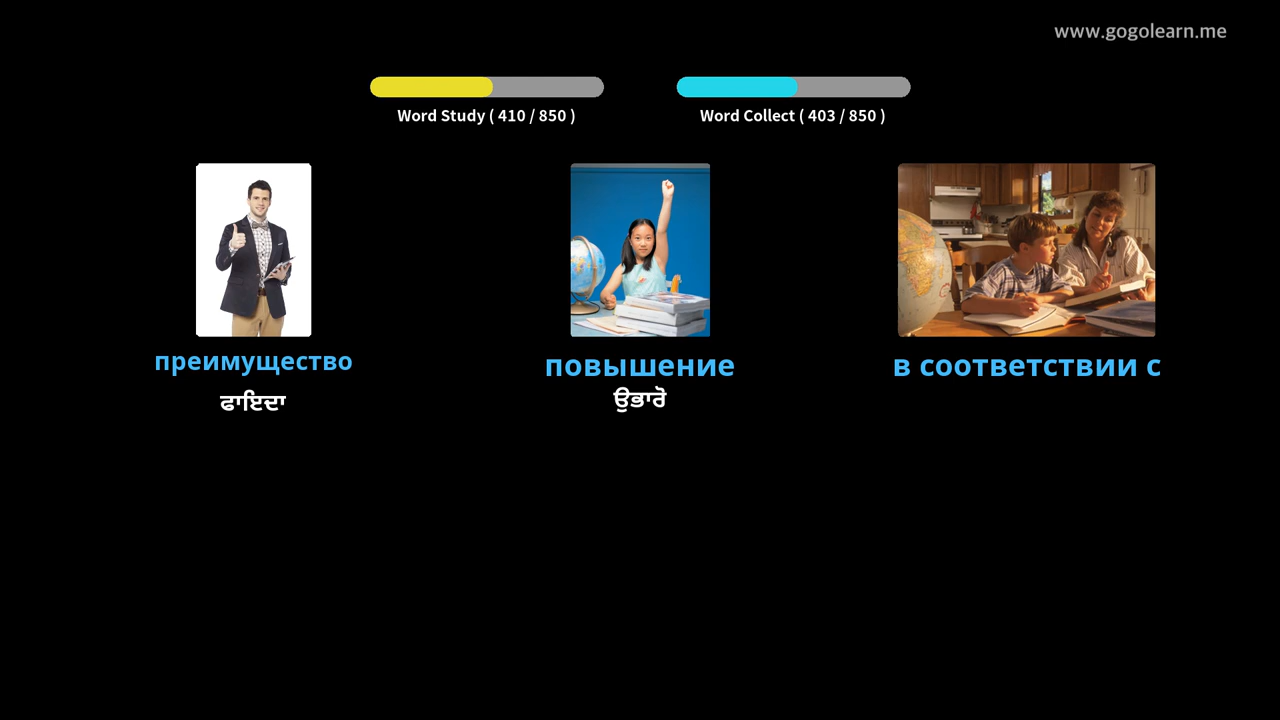 www.gogolearn.me
Word Study ( 410 / 850 )
Word Collect ( 403 / 850 )
преимущество
повышение
в соответствии с
ਫਾਇਦਾ
ਉਭਾਰੋ